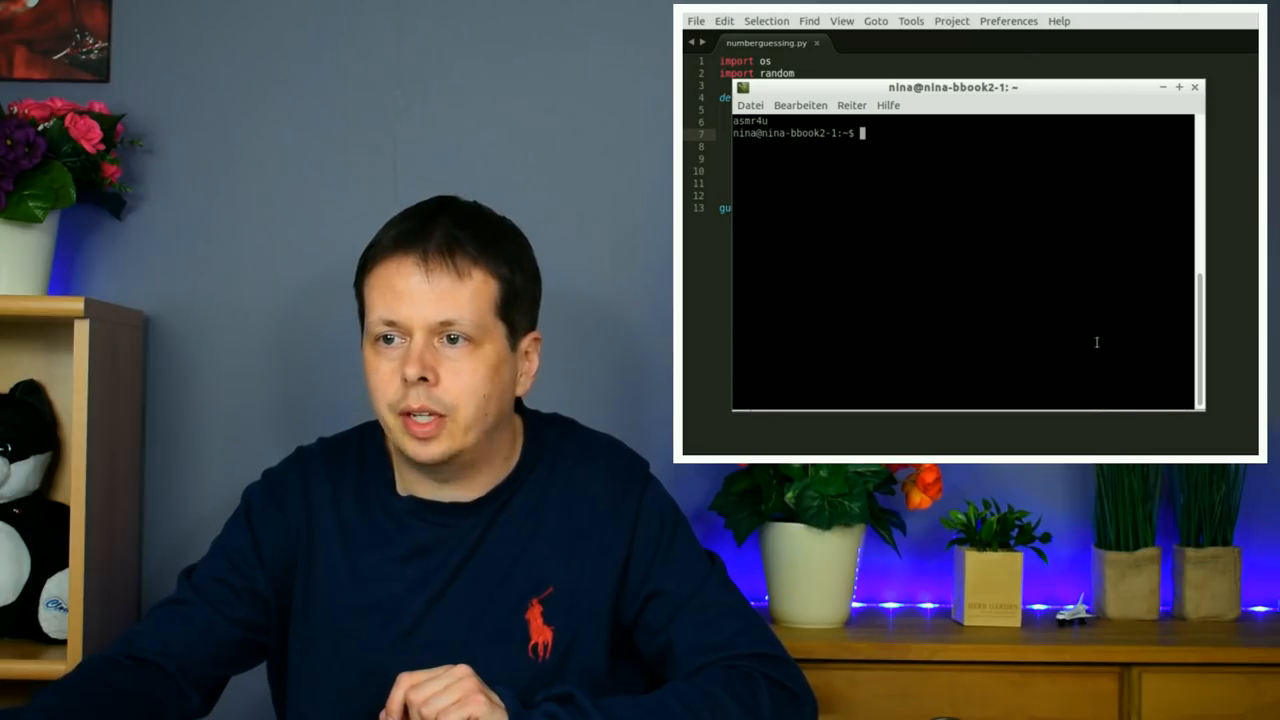 File Edit Selection Find View Goto Tools Project Preferences Help
numberguessing.py
1 import os
2 import random
3
4 de
5
6
7
8
9
10
11
12
13 gu
nina@nina-bbook2-1: ~
Datei Bearbeiten Reiter Hilfe
asmr4u
nina@nina-bbook2-1:~$
HERB GARDEN